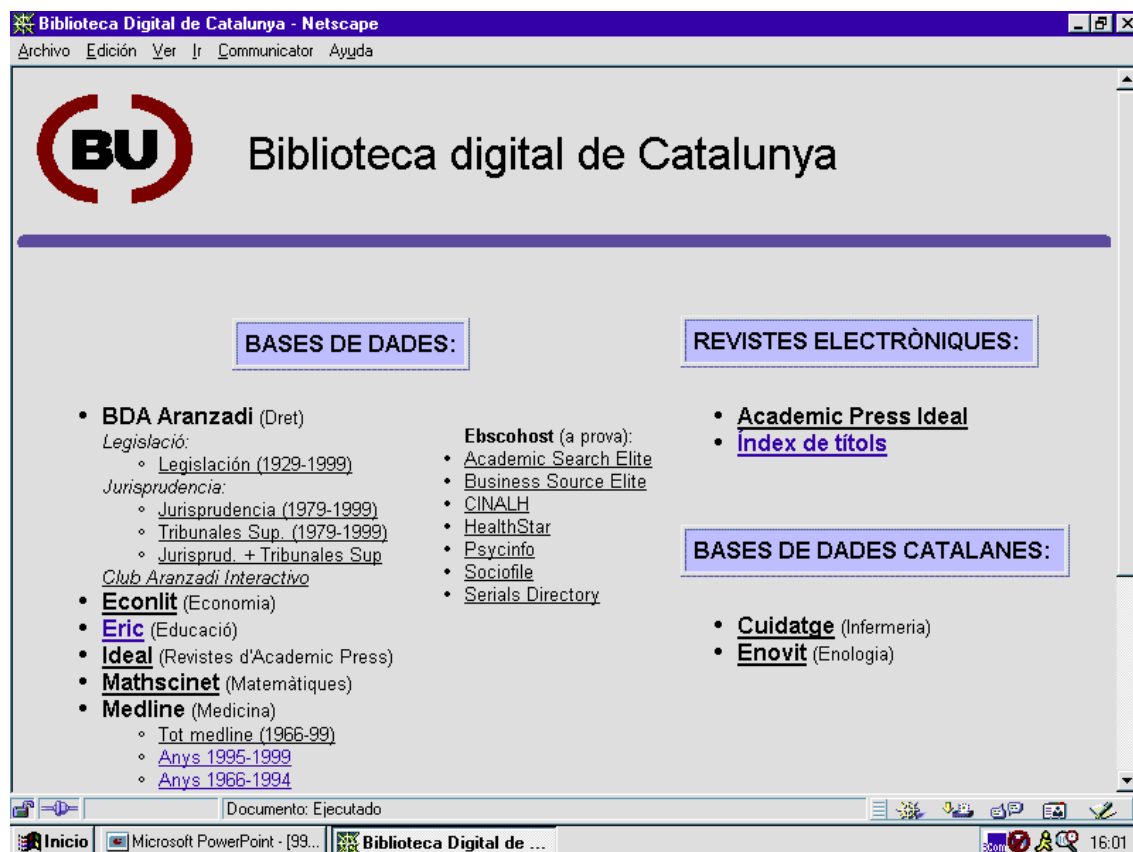 Biblioteca Digital de Catalunya - Netscape
Archivo Edición Ver Ir Communicator Ayuda
BU
Biblioteca digital de Catalunya
BASES DE DADES:
BDA Aranzadi (Dret)
Legislació:
Legislación (1929-1999)
Jurisprudencia:
Jurisprudencia (1979-1999)
Tribunales Sup. (1979-1999)
Jurisprud. + Tribunales Sup
Club Aranzadi Interactivo
Econlit (Economia)
Eric (Educació)
Ideal (Revistes d'Academic Press)
Mathscinet (Matemàtiques)
Medline (Medicina)
Tot medline (1966-99)
Anys 1995-1999
Anys 1966-1994
Ebscohost (a prova):
Academic Search Elite
Business Source Elite
CINALH
HealthStar
Psycinfo
Sociofile
Serials Directory
REVISTES ELECTRÒNIQUES:
Academic Press Ideal
Índex de títols
BASES DE DADES CATALANES:
Cuidatge (Infermeria)
Enovit (Enologia)
Documento: Ejecutado
Inicio Microsoft PowerPoint - [99... Biblioteca Digital de ... 3Com 16:01